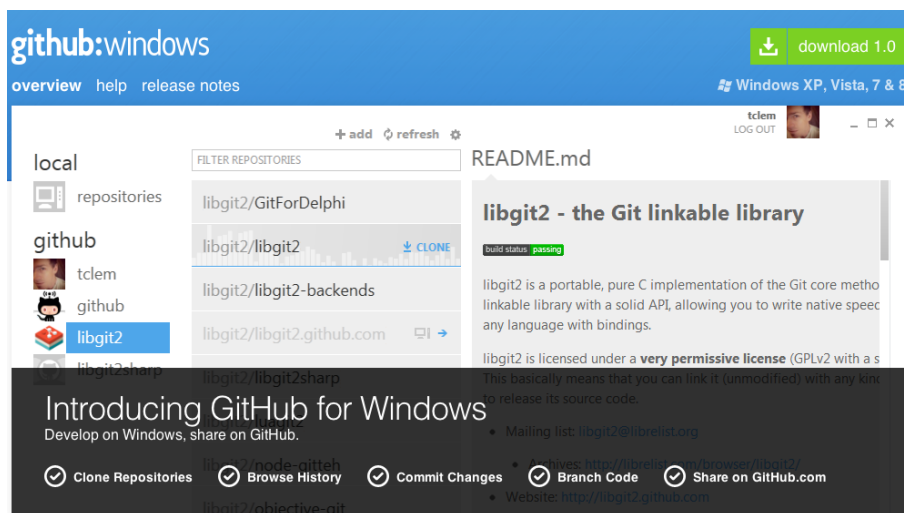 github:windows
download 1.0
overview help release notes
Windows XP, Vista, 7 & 8
tclem
LOG OUT
add refresh
local
FILTER REPOSITORIES
README.md
repositories
libgit2/GitForDelphi
libgit2 - the Git linkable library
github
libgit2/libgit2
CLONE
build status passing
tclem
libgit2/libgit2-backends
libgit2 is a portable, pure C implementation of the Git core metho
github
linkable library with a solid API, allowing you to write native speed
libgit2
libgit2/libgit2.github.com
any language with bindings.
libgit2sharp
libgit2/libgit2sharp
libgit2 is licensed under a very permissive license (GPLv2 with a s
This basically means that you can link it (unmodified) with any kind
to release its source code.
Introducing GitHub for Windows
Develop on Windows, share on GitHub.
Mailing list: libgit2@librelist.org
libgit2/node-gitteh
Archives: http://librelist.com/browser/libgit2/
Clone Repositories
Browse History
Commit Changes
Branch Code
Share on GitHub.com
libgit2/objective-git
Website: http://libgit2.github.com